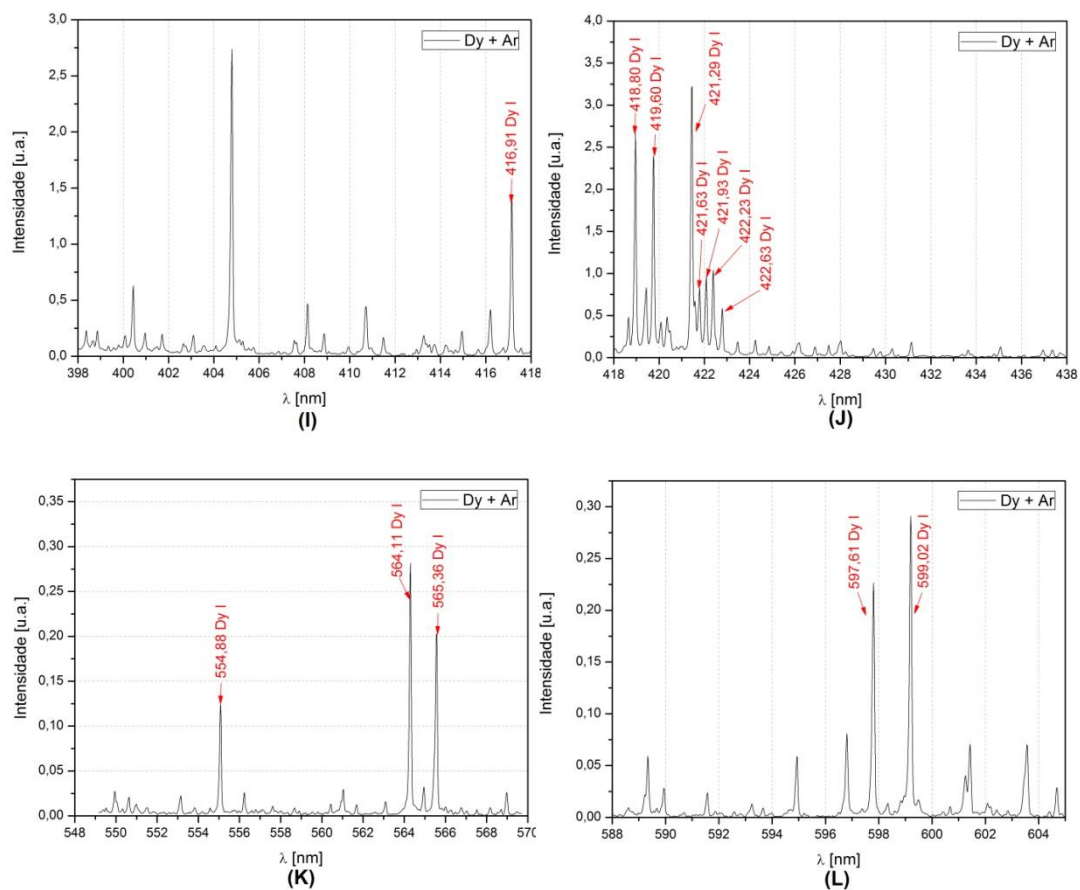 Dy + Ar
3,0
2,5
2,0
1,5
1,0
0,5
0,0
Intensidade [u.a.]
416,91 Dy I
398 400 402 404 406 408 410 412 414 416 418
λ [nm]
(I)
Dy + Ar
4,0
3,5
3,0
2,5
2,0
1,5
1,0
0,5
0,0
Intensidade [u.a.]
418,80 Dy I
419,60 Dy I
421,29 Dy I
421,63 Dy I
421,93 Dy I
422,23 Dy I
422,63 Dy I
418 420 422 424 426 428 430 432 434 436 438
λ [nm]
(J)
Dy + Ar
0,35
0,30
0,25
0,20
0,15
0,10
0,05
0,00
Intensidade [u.a.]
554,88 Dy I
564,11 Dy I
565,36 Dy I
548 550 552 554 556 558 560 562 564 566 568 570
λ [nm]
(K)
Dy + Ar
0,30
0,25
0,20
0,15
0,10
0,05
0,00
Intensidade [u.a.]
597,61 Dy I
599,02 Dy I
588 590 592 594 596 598 600 602 604
λ [nm]
(L)